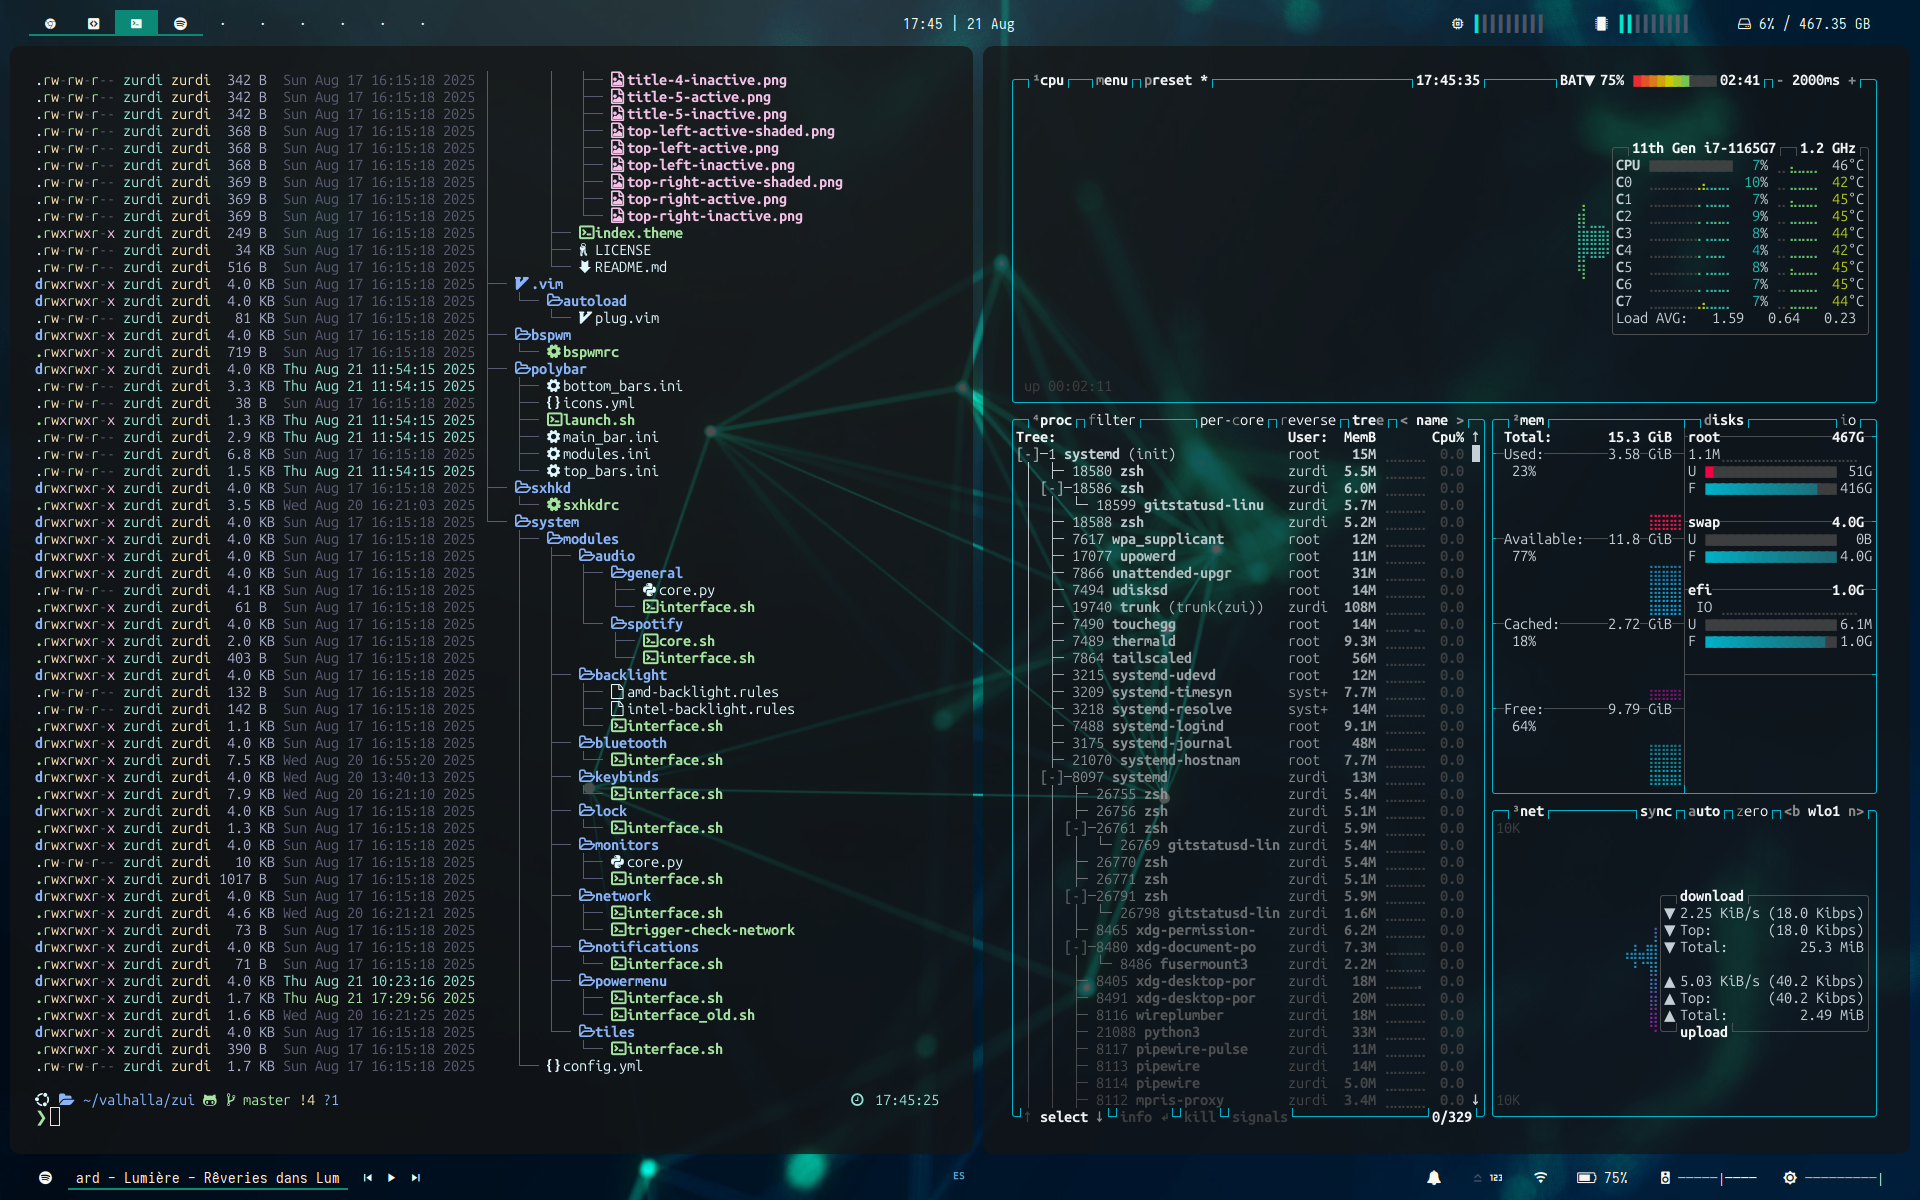 17:45 | 21 Aug
6% / 467.35 GB
.rw-rw-r-- zurdi zurdi 342 B Sun Aug 17 16:15:18 2025 title-4-inactive.png
.rw-rw-r-- zurdi zurdi 342 B Sun Aug 17 16:15:18 2025 title-5-active.png
.rw-rw-r-- zurdi zurdi 342 B Sun Aug 17 16:15:18 2025 title-5-inactive.png
.rw-rw-r-- zurdi zurdi 368 B Sun Aug 17 16:15:18 2025 top-left-active-shaded.png
.rw-rw-r-- zurdi zurdi 368 B Sun Aug 17 16:15:18 2025 top-left-active.png
.rw-rw-r-- zurdi zurdi 368 B Sun Aug 17 16:15:18 2025 top-left-inactive.png
.rw-rw-r-- zurdi zurdi 369 B Sun Aug 17 16:15:18 2025 top-right-active-shaded.png
.rw-rw-r-- zurdi zurdi 369 B Sun Aug 17 16:15:18 2025 top-right-active.png
.rw-rw-r-- zurdi zurdi 369 B Sun Aug 17 16:15:18 2025 top-right-inactive.png
.rwxrwxr-x zurdi zurdi 249 B Sun Aug 17 16:15:18 2025 index.theme
.rw-rw-r-- zurdi zurdi 34 KB Sun Aug 17 16:15:18 2025 LICENSE
.rw-rw-r-- zurdi zurdi 516 B Sun Aug 17 16:15:18 2025 README.md
drwxrwxr-x zurdi zurdi 4.0 KB Sun Aug 17 16:15:18 2025 .vim
drwxrwxr-x zurdi zurdi 4.0 KB Sun Aug 17 16:15:18 2025 autoload
.rw-rw-r-- zurdi zurdi 81 KB Sun Aug 17 16:15:18 2025 plug.vim
drwxrwxr-x zurdi zurdi 4.0 KB Sun Aug 17 16:15:18 2025 bspwm
.rwxrwxr-x zurdi zurdi 719 B Sun Aug 17 16:15:18 2025 bspwmrc
drwxrwxr-x zurdi zurdi 4.0 KB Thu Aug 21 11:54:15 2025 polybar
.rw-rw-r-- zurdi zurdi 3.3 KB Thu Aug 21 11:54:15 2025 bottom_bars.ini
.rw-rw-r-- zurdi zurdi 38 B Sun Aug 17 16:15:18 2025 icons.yml
.rwxrwxr-x zurdi zurdi 1.3 KB Thu Aug 21 11:54:15 2025 launch.sh
.rw-rw-r-- zurdi zurdi 2.9 KB Thu Aug 21 11:54:15 2025 main_bar.ini
.rw-rw-r-- zurdi zurdi 6.8 KB Sun Aug 17 16:15:18 2025 modules.ini
.rw-rw-r-- zurdi zurdi 1.5 KB Thu Aug 21 11:54:15 2025 top_bars.ini
drwxrwxr-x zurdi zurdi 4.0 KB Sun Aug 17 16:15:18 2025 sxhkd
.rwxrwxr-x zurdi zurdi 3.5 KB Wed Aug 20 16:21:03 2025 sxhkdrc
drwxrwxr-x zurdi zurdi 4.0 KB Sun Aug 17 16:15:18 2025 system
drwxrwxr-x zurdi zurdi 4.0 KB Sun Aug 17 16:15:18 2025 modules
drwxrwxr-x zurdi zurdi 4.0 KB Sun Aug 17 16:15:18 2025 audio
drwxrwxr-x zurdi zurdi 4.0 KB Sun Aug 17 16:15:18 2025 general
.rw-rw-r-- zurdi zurdi 4.1 KB Sun Aug 17 16:15:18 2025 core.py
.rwxrwxr-x zurdi zurdi 61 B Sun Aug 17 16:15:18 2025 interface.sh
drwxrwxr-x zurdi zurdi 4.0 KB Sun Aug 17 16:15:18 2025 spotify
.rwxrwxr-x zurdi zurdi 2.0 KB Sun Aug 17 16:15:18 2025 core.sh
.rwxrwxr-x zurdi zurdi 403 B Sun Aug 17 16:15:18 2025 interface.sh
drwxrwxr-x zurdi zurdi 4.0 KB Sun Aug 17 16:15:18 2025 backlight
.rw-rw-r-- zurdi zurdi 132 B Sun Aug 17 16:15:18 2025 amd-backlight.rules
.rw-rw-r-- zurdi zurdi 142 B Sun Aug 17 16:15:18 2025 intel-backlight.rules
.rwxrwxr-x zurdi zurdi 1.1 KB Sun Aug 17 16:15:18 2025 interface.sh
drwxrwxr-x zurdi zurdi 4.0 KB Sun Aug 17 16:15:18 2025 bluetooth
.rwxrwxr-x zurdi zurdi 7.5 KB Wed Aug 20 16:55:20 2025 interface.sh
drwxrwxr-x zurdi zurdi 4.0 KB Wed Aug 20 13:40:13 2025 keybinds
.rwxrwxr-x zurdi zurdi 7.9 KB Wed Aug 20 16:21:10 2025 interface.sh
drwxrwxr-x zurdi zurdi 4.0 KB Sun Aug 17 16:15:18 2025 lock
.rwxrwxr-x zurdi zurdi 1.3 KB Sun Aug 17 16:15:18 2025 interface.sh
drwxrwxr-x zurdi zurdi 4.0 KB Sun Aug 17 16:15:18 2025 monitors
.rw-rw-r-- zurdi zurdi 10 KB Sun Aug 17 16:15:18 2025 core.py
.rwxrwxr-x zurdi zurdi 1017 B Sun Aug 17 16:15:18 2025 interface.sh
drwxrwxr-x zurdi zurdi 4.0 KB Sun Aug 17 16:15:18 2025 network
.rwxrwxr-x zurdi zurdi 4.6 KB Wed Aug 20 16:21:21 2025 interface.sh
.rwxrwxr-x zurdi zurdi 73 B Sun Aug 17 16:15:18 2025 trigger-check-network
drwxrwxr-x zurdi zurdi 4.0 KB Sun Aug 17 16:15:18 2025 notifications
.rwxrwxr-x zurdi zurdi 71 B Sun Aug 17 16:15:18 2025 interface.sh
drwxrwxr-x zurdi zurdi 4.0 KB Thu Aug 21 10:23:16 2025 powermenu
.rwxrwxr-x zurdi zurdi 1.7 KB Thu Aug 21 17:29:56 2025 interface.sh
.rwxrwxr-x zurdi zurdi 1.6 KB Wed Aug 20 16:21:25 2025 interface_old.sh
drwxrwxr-x zurdi zurdi 4.0 KB Sun Aug 17 16:15:18 2025 tiles
.rwxrwxr-x zurdi zurdi 390 B Sun Aug 17 16:15:18 2025 interface.sh
.rw-rw-r-- zurdi zurdi 1.7 KB Sun Aug 17 16:15:18 2025 config.yml
~/valhalla/zui master !4 ?1 17:45:25
❯
¹cpu menu preset * 17:45:35 BAT▼ 75% 02:41 - 2000ms +
11th Gen i7-1165G7 1.2 GHz
CPU 7% 46°C
C0 10% 42°C
C1 7% 45°C
C2 9% 45°C
C3 8% 44°C
C4 4% 42°C
C5 8% 45°C
C6 7% 45°C
C7 7% 44°C
Load AVG: 1.59 0.64 0.23
up 00:02:11
⁴proc filter per-core reverse tree < name >
Tree: User: MemB Cpu% ↑
[-]-1 systemd (init) root 15M 0.0
18580 zsh zurdi 5.5M 0.0
[-]-18586 zsh zurdi 6.0M 0.0
18599 gitstatusd-linu zurdi 5.7M 0.0
18588 zsh zurdi 5.2M 0.0
7617 wpa_supplicant root 12M 0.0
17077 upowerd root 11M 0.0
7866 unattended-upgr root 31M 0.0
7494 udisksd root 14M 0.0
19740 trunk (trunk(zui)) zurdi 108M 0.0
7490 touchegg root 14M 0.0
7489 thermald root 9.3M 0.0
7864 tailscaled root 56M 0.0
3215 systemd-udevd root 12M 0.0
3209 systemd-timesyn syst+ 7.7M 0.0
3218 systemd-resolve syst+ 14M 0.0
7488 systemd-logind root 9.1M 0.0
3175 systemd-journal root 48M 0.0
21070 systemd-hostnam root 7.7M 0.0
[-]-8097 systemd zurdi 13M 0.0
26755 zsh zurdi 5.4M 0.0
26756 zsh zurdi 5.1M 0.0
[-]-26761 zsh zurdi 5.9M 0.0
26769 gitstatusd-lin zurdi 5.4M 0.0
26770 zsh zurdi 5.4M 0.0
26771 zsh zurdi 5.1M 0.0
[-]-26791 zsh zurdi 5.9M 0.0
26798 gitstatusd-lin zurdi 1.6M 0.0
8465 xdg-permission- zurdi 6.2M 0.0
[-]-8480 xdg-document-po zurdi 7.3M 0.0
8486 fusermount3 zurdi 2.2M 0.0
8405 xdg-desktop-por zurdi 18M 0.0
8491 xdg-desktop-por zurdi 20M 0.0
8116 wireplumber zurdi 18M 0.0
21088 python3 zurdi 33M 0.0
8117 pipewire-pulse zurdi 11M 0.0
8113 pipewire zurdi 14M 0.0
8114 pipewire zurdi 5.0M 0.0
8112 mpris-proxy zurdi 3.4M 0.0 ↓
↑ select ↓ info ↵ kill signals 0/329
²mem disks io
Total: 15.3 GiB root 467G
Used: 3.58 GiB 1.1M
23% U 51G
F 416G
swap 4.0G
Available: 11.8 GiB U 0B
77% F 4.0G
efi 1.0G
IO
Cached: 2.72 GiB U 6.1M
18% F 1.0G
Free: 9.79 GiB
64%
³net sync auto zero <b wlo1 n>
10K
download
▼ 2.25 KiB/s (18.0 Kibps)
▼ Top: (18.0 Kibps)
▼ Total: 25.3 MiB
▲ 5.03 KiB/s (40.2 Kibps)
▲ Top: (40.2 Kibps)
▲ Total: 2.49 MiB
upload
10K
ard - Lumière - Rêveries dans Lum
ES
123
75%